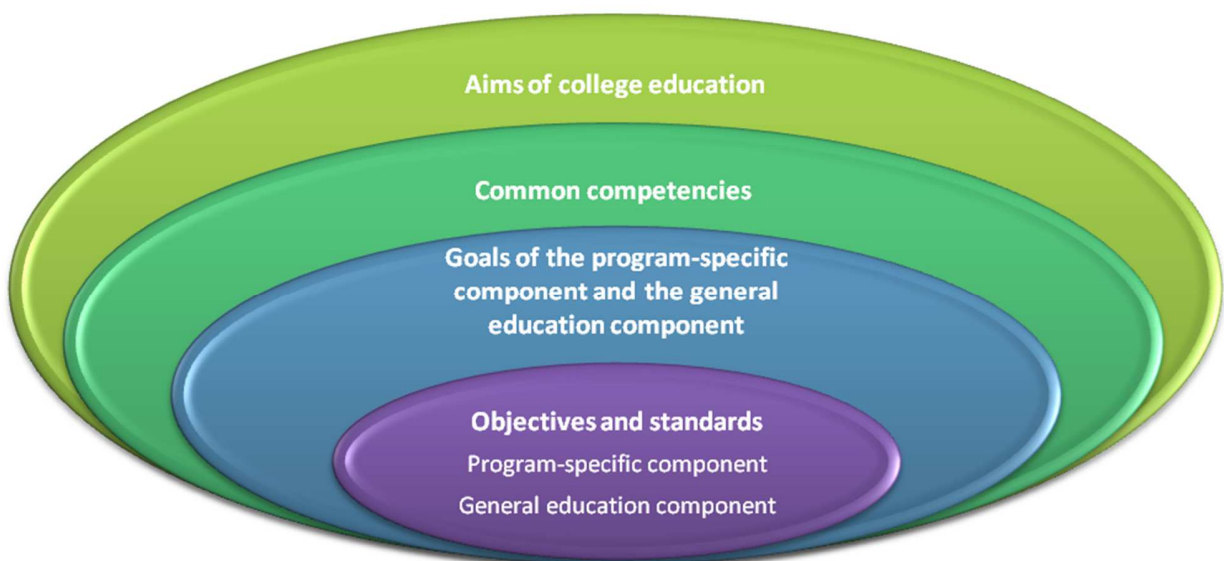 Aims of college education
Common competencies
Goals of the program-specific
component and the general
education component
Objectives and standards
Program-specific component
General education component